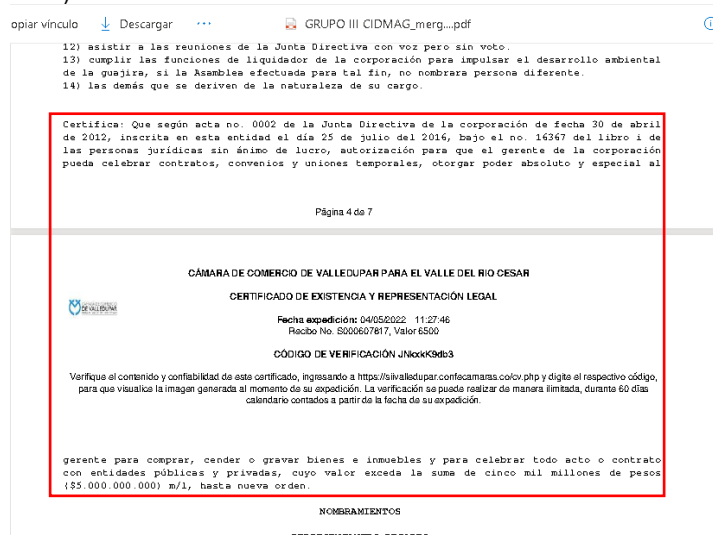 opiar vínculo Descargar ... GRUPO III CIDMAG_merg....pdf
12) asistir a las reuniones de la Junta Directiva con voz pero sin voto.
13) cumplir las funciones de liquidador de la corporación para impulsar el desarrollo ambiental
de la guajira, si la Asamblea efectuada para tal fin, no nombrara persona diferente.
14) las demás que se deriven de la naturaleza de su cargo.
Certifica: Que según acta no. 0002 de la Junta Directiva de la corporación de fecha 30 de abril
de 2012, inscrita en esta entidad el día 25 de julio del 2016, bajo el no. 16367 del libro i de
las personas jurídicas sin ánimo de lucro, autorización para que el gerente de la corporación
pueda celebrar contratos, convenios y uniones temporales, otorgar poder absoluto y especial al
Página 4 de 7
CÁMARA DE COMERCIO DE VALLEDUPAR PARA EL VALLE DEL RIO CESAR
CERTIFICADO DE EXISTENCIA Y REPRESENTACIÓN LEGAL
DE VALLEDUPAR
Fecha expedición: 04/05/2022 11:27:46
Recibo No. S000607817, Valor 6500
CÓDIGO DE VERIFICACIÓN JNkxkK9db3
Verifique el contenido y confiabilidad de este certificado, ingresando a https://siivalledupar.confecamaras.co/cv.php y digite el respectivo código,
para que visualice la imagen generada al momento de su expedición. La verificación se puede realizar de manera ilimitada, durante 60 días
calendario contados a partir de la fecha de su expedición.
gerente para comprar, cender o gravar bienes e inmuebles y para celebrar todo acto o contrato
con entidades públicas y privadas, cuyo valor exceda la suma de cinco mil millones de pesos
($5.000.000.000) m/l, hasta nueva orden.
NOMBRAMIENTOS